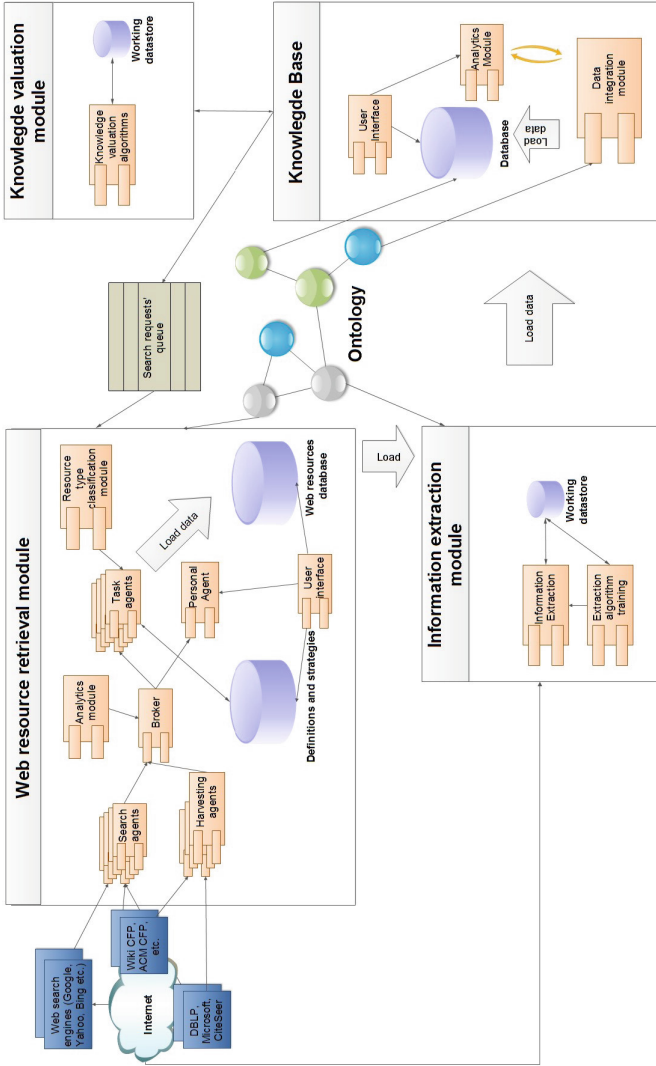 Web resource retrieval module
Web search
engines (Google,
Yahoo, Bing etc.)
Internet
Wiki CFP,
ACM CFP,
etc.
DBLP,
Microsoft,
CiteSeer
Search
agents
Harvesting
agents
Analytics
module
Broker
Task
agents
Personal
Agent
Resource
type
classification
module
Load data
Definitions and strategies
User
interface
Web resources
database
Search requests'
queue
Knowlegde valuation
module
Working
datastore
Knowledge
valuation
algorithms
Ontology
Load
Information extraction
module
Information
Extraction
Extraction
algorithm
training
Working
datastore
Load data
Knowlegde Base
User
Interface
Analytics
Module
Database
Load
data
Data
integration
module